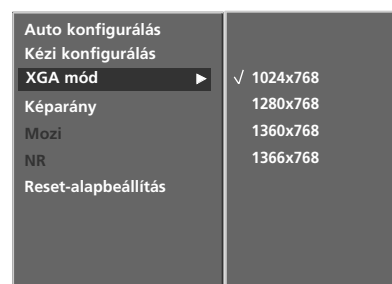 Auto konfigurálás
Kézi konfigurálás
XGA mód ▶
√ 1024x768
1280x768
1360x768
1366x768
Képarány
Mozi
NR
Reset-alapbeállítás